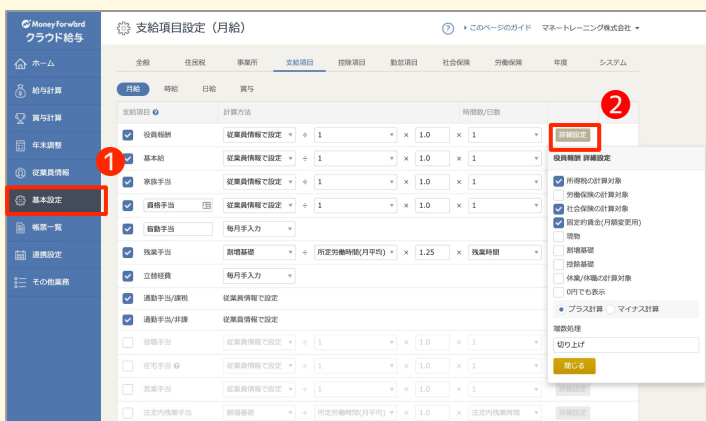 Money Forward
クラウド給与
支給項目設定（月給）
? ▸ このページのガイド マネートレーニング株式会社
ホーム
給与計算
賞与計算
年末調整
従業員情報
基本設定
帳票一覧
連携設定
その他業務
全般 住民税 事業所 支給項目 控除項目 勤怠項目 社会保険 労働保険 年度 システム
月給 時給 日給 賞与
支給項目 ? 計算方法 時間数/日数
1
2
役員報酬 従業員情報で設定 ÷ 1 × 1.0 × 1 詳細設定
基本給 従業員情報で設定 ÷ 1 × 1.0 × 1
家族手当 従業員情報で設定 ÷ 1 × 1.0 × 1
資格手当 従業員情報で設定 ÷ 1 × 1.0 × 1
皆勤手当 毎月手入力
残業手当 割増基礎 ÷ 所定労働時間(月平均) × 1.25 × 残業時間
立替経費 毎月手入力
通勤手当/課税 従業員情報で設定
通勤手当/非課 従業員情報で設定
役職手当 従業員情報で設定 ÷ 1 × 1.0 × 1
住宅手当 ? 従業員情報で設定 ÷ 1 × 1.0 × 1
営業手当 従業員情報で設定 ÷ 1 × 1.0 × 1 詳細設定
法定内残業手当 割増基礎 ÷ 所定労働時間(月平均) × 1.0 × 法定内残業時間 詳細設定
役員報酬 詳細設定
所得税の計算対象
労働保険の計算対象
社会保険の計算対象
固定的賃金(月額変更用)
現物
割増基礎
控除基礎
休業/休職の計算対象
0円でも表示
プラス計算 マイナス計算
端数処理
切り上げ
閉じる